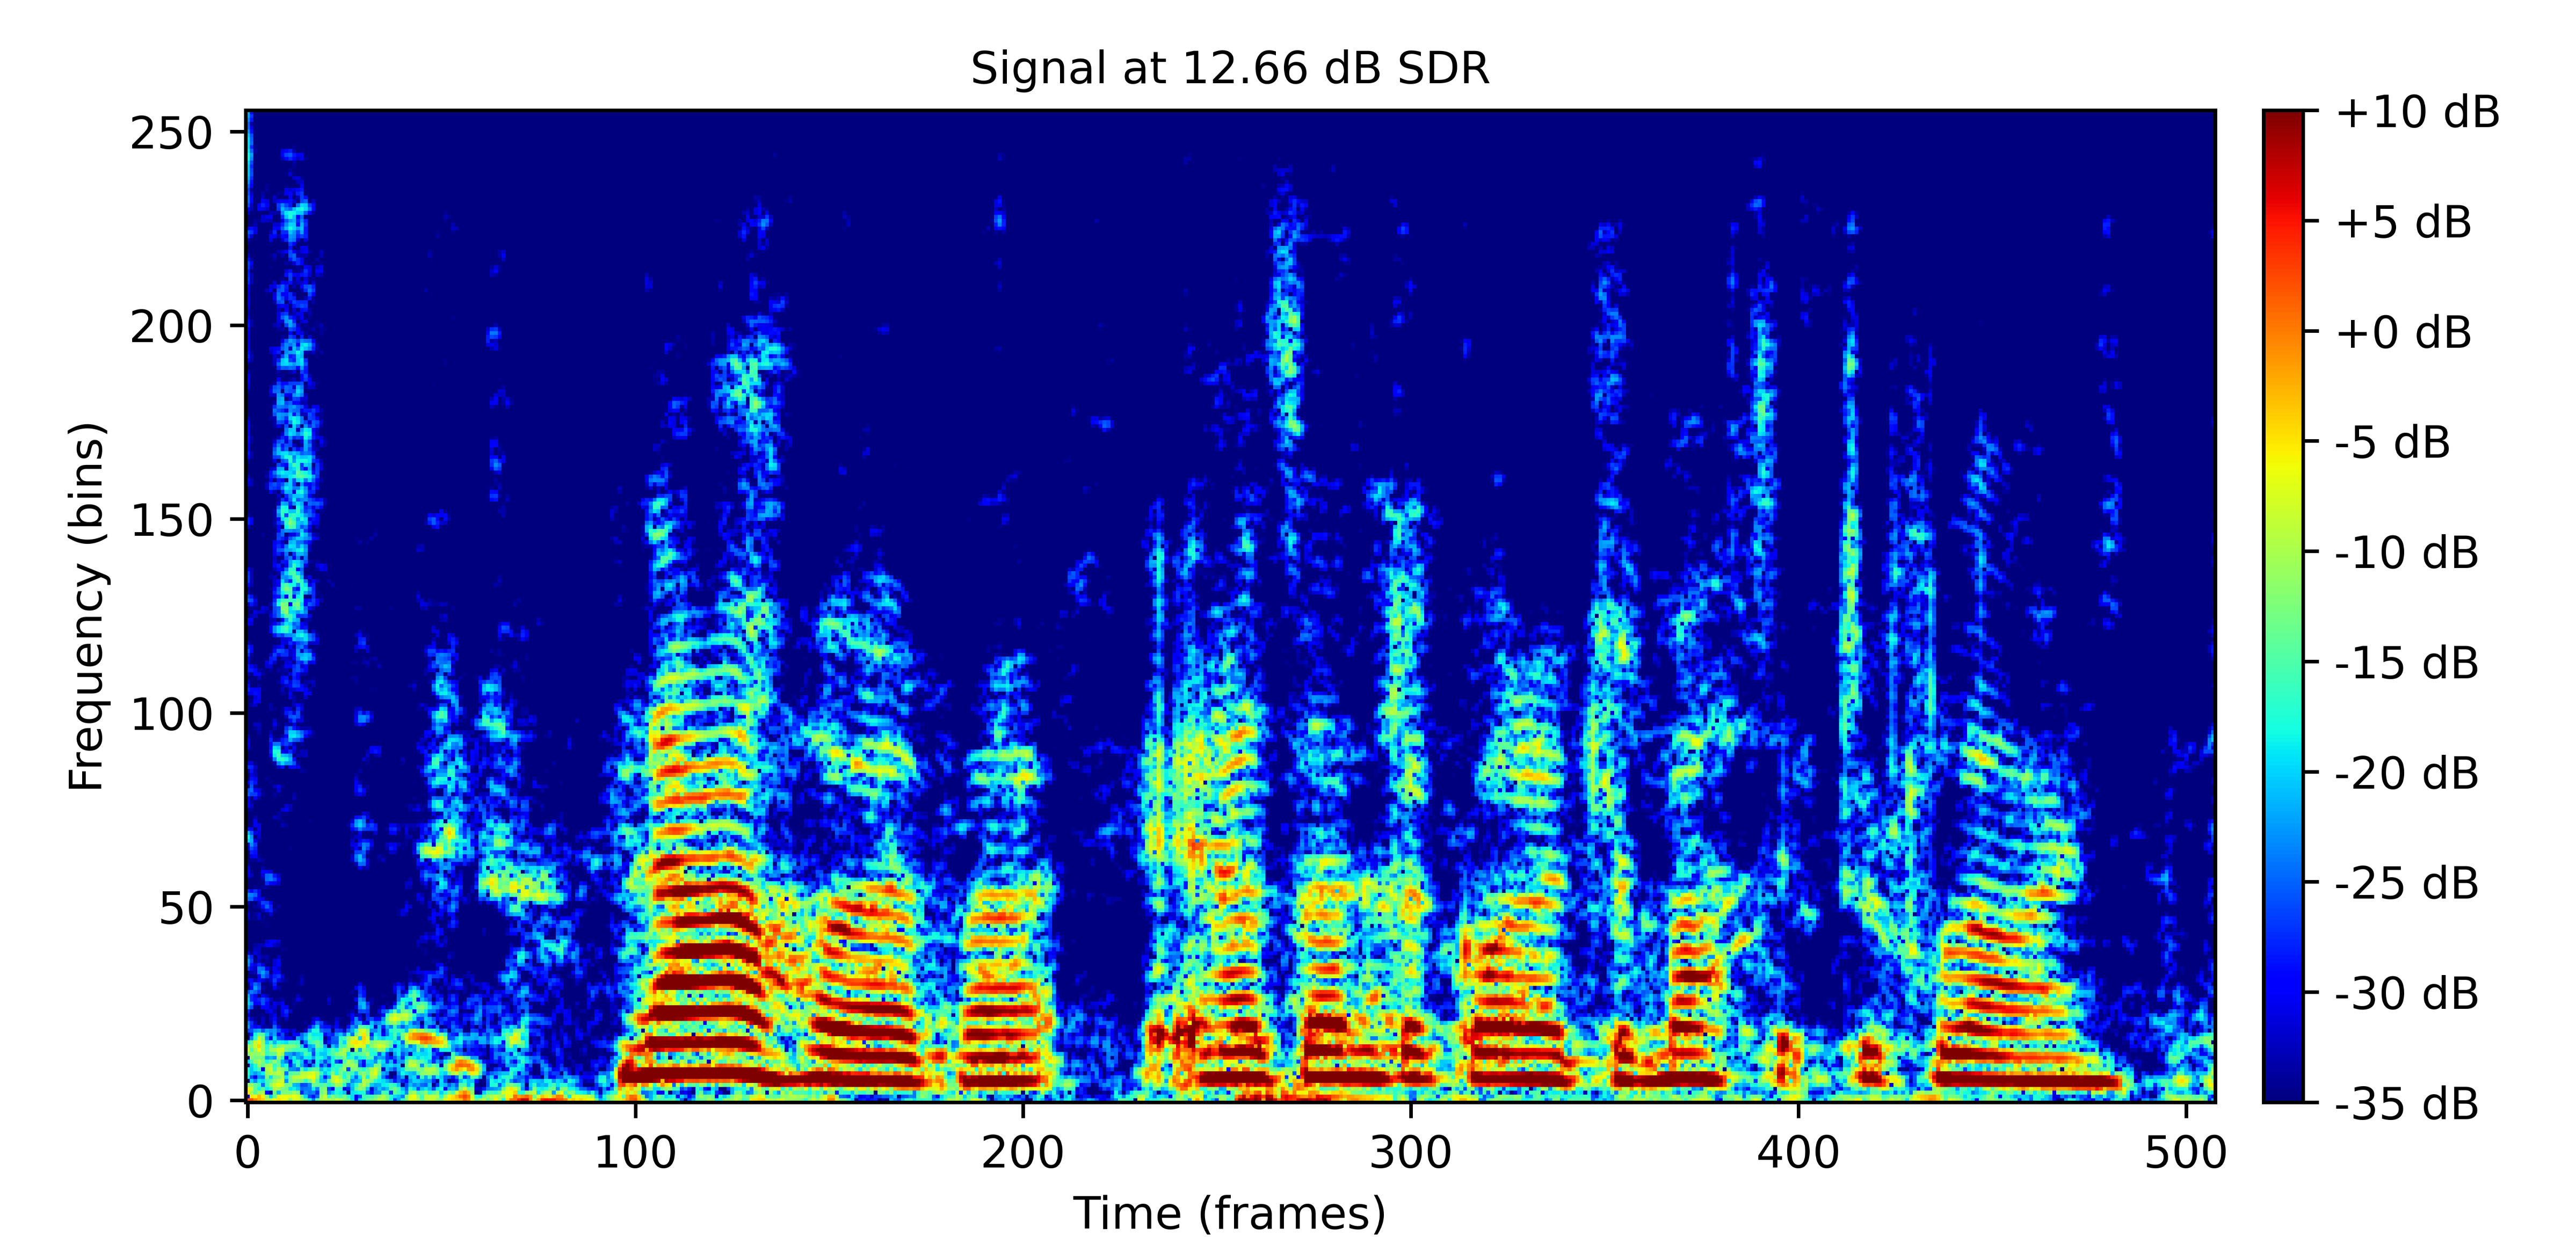 Signal at 12.66 dB SDR
Frequency (bins)
250
200
150
100
50
0
0 100 200 300 400 500
Time (frames)
+10 dB
+5 dB
+0 dB
-5 dB
-10 dB
-15 dB
-20 dB
-25 dB
-30 dB
-35 dB